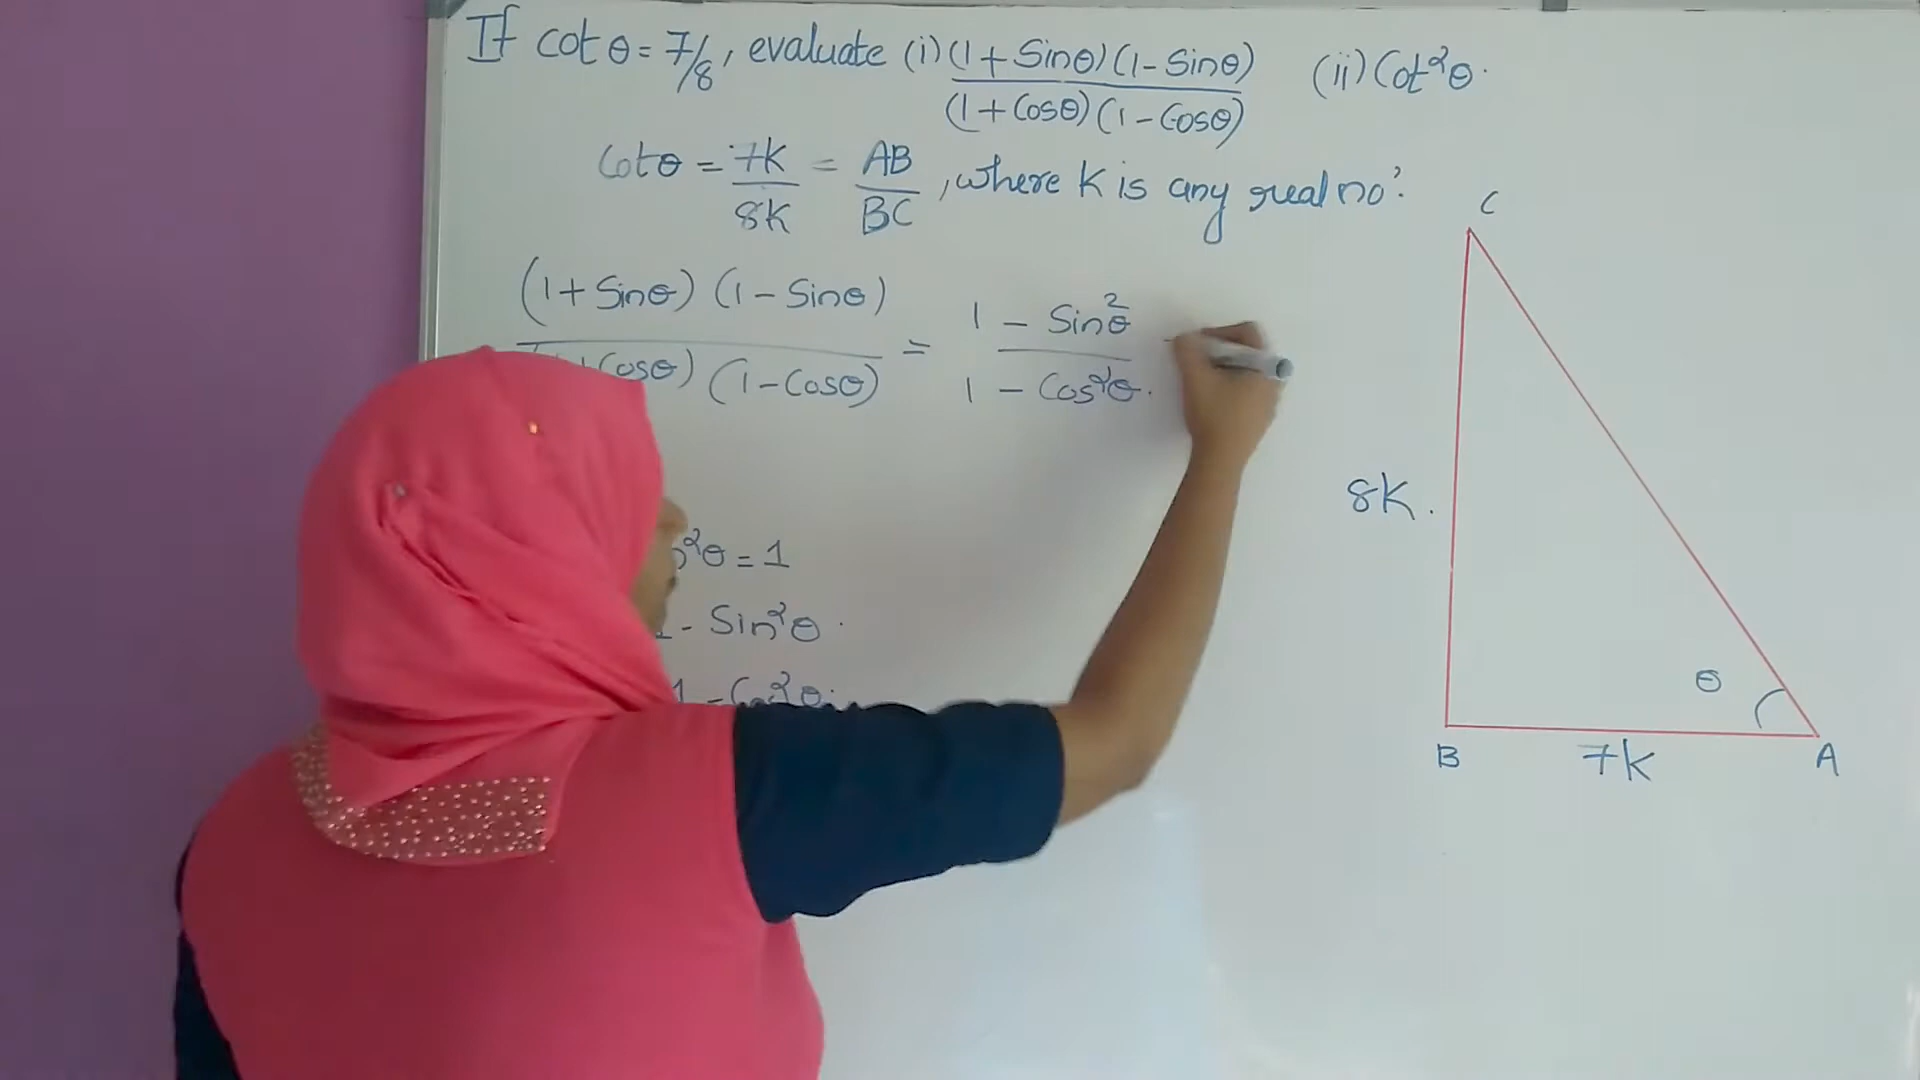 If cot θ = 7/8, evaluate (i) (1 + Sinθ)(1 - Sinθ) (ii) Cot²θ.
(1 + Cosθ)(1 - Cosθ)
Cotθ = 7K = AB , where K is any real no:
8K BC
(1 + Sinθ) (1 - Sinθ) = 1 - Sin²θ
+ Cosθ) (1 - Cosθ) 1 - Cos²θ.
²θ = 1
- Sin²θ.
1 - Cos²θ.
C
8K.
θ
B 7K A